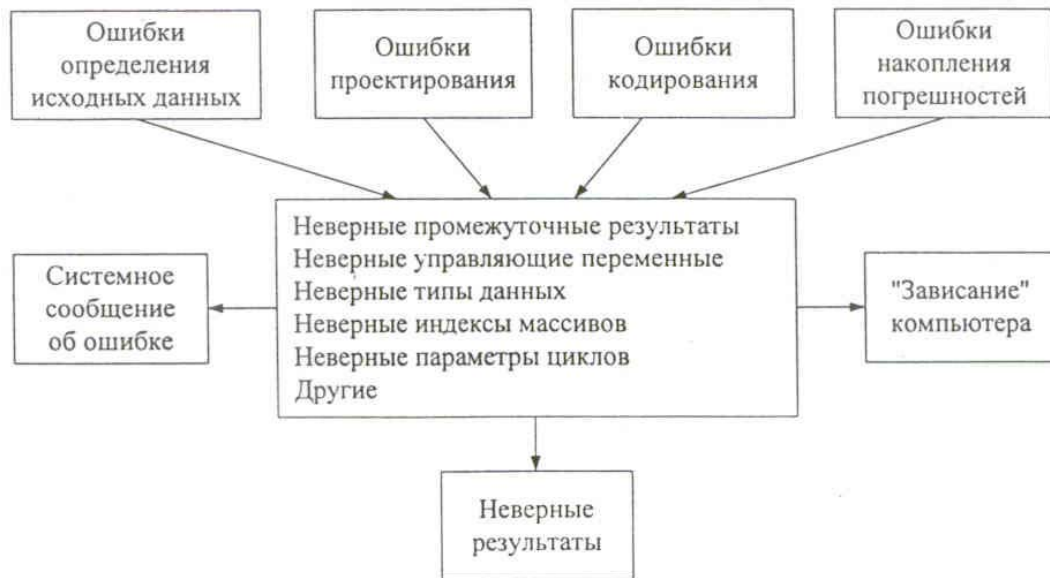 Ошибки
определения
исходных данных
Ошибки
проектирования
Ошибки
кодирования
Ошибки
накопления
погрешностей
Неверные промежуточные результаты
Неверные управляющие переменные
Неверные типы данных
Неверные индексы массивов
Неверные параметры циклов
Другие
Системное
сообщение
об ошибке
"Зависание"
компьютера
Неверные
результаты